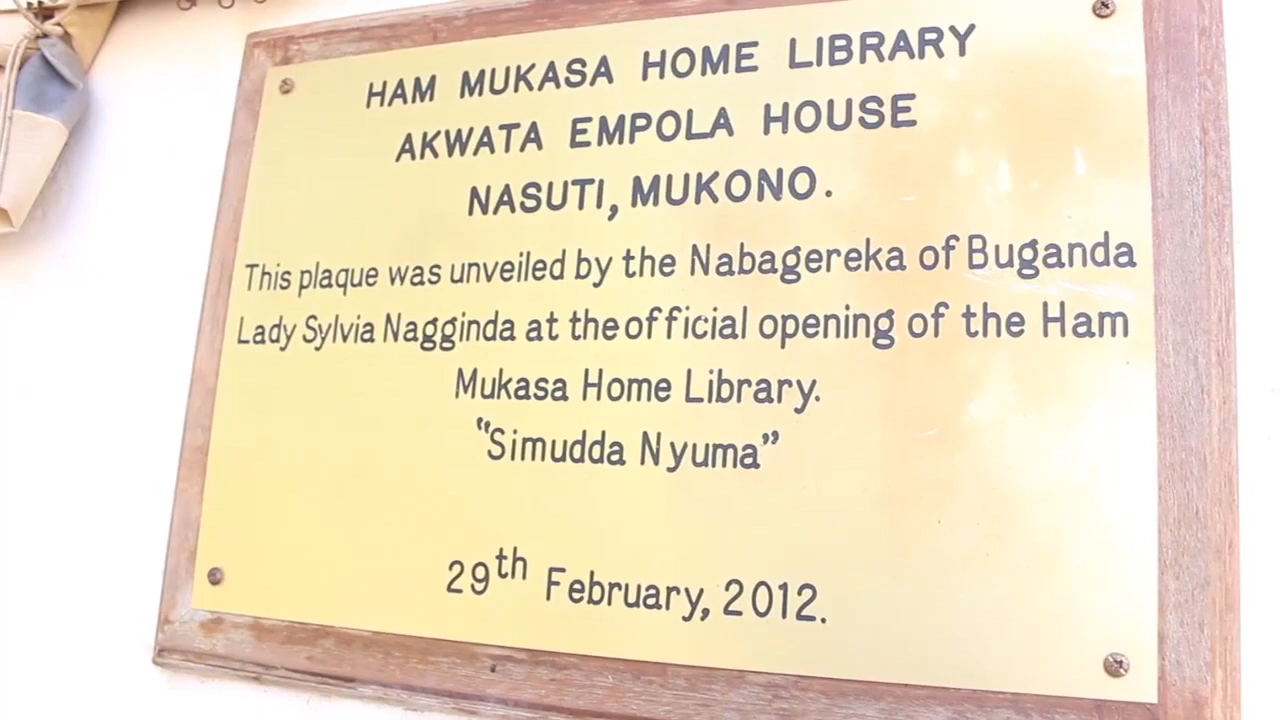 HAM MUKASA HOME LIBRARY
AKWATA EMPOLA HOUSE
NASUTI, MUKONO.
This plaque was unveiled by the Nabagereka of Buganda
Lady Sylvia Nagginda at the official opening of the Ham
Mukasa Home Library.
"Simudda Nyuma"
29th February, 2012.